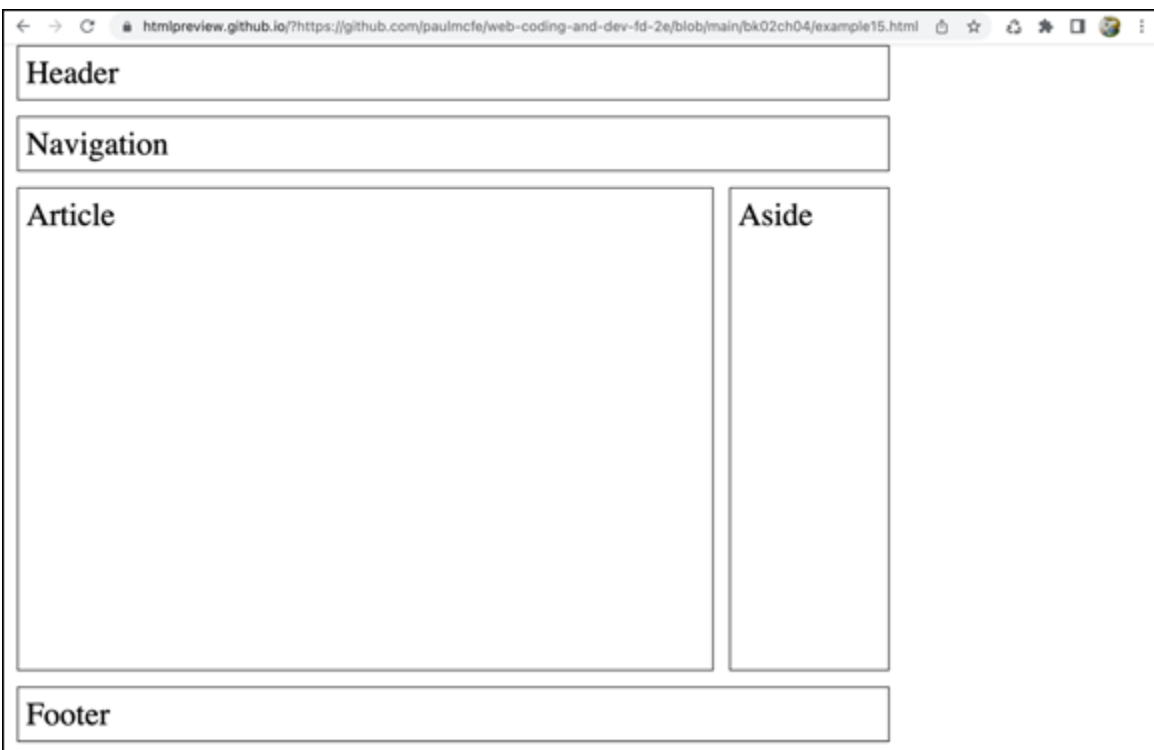 htmlpreview.github.io/?https://github.com/paulmcfe/web-coding-and-dev-fd-2e/blob/main/bk02ch04/example15.html
Header
Navigation
Article
Aside
Footer